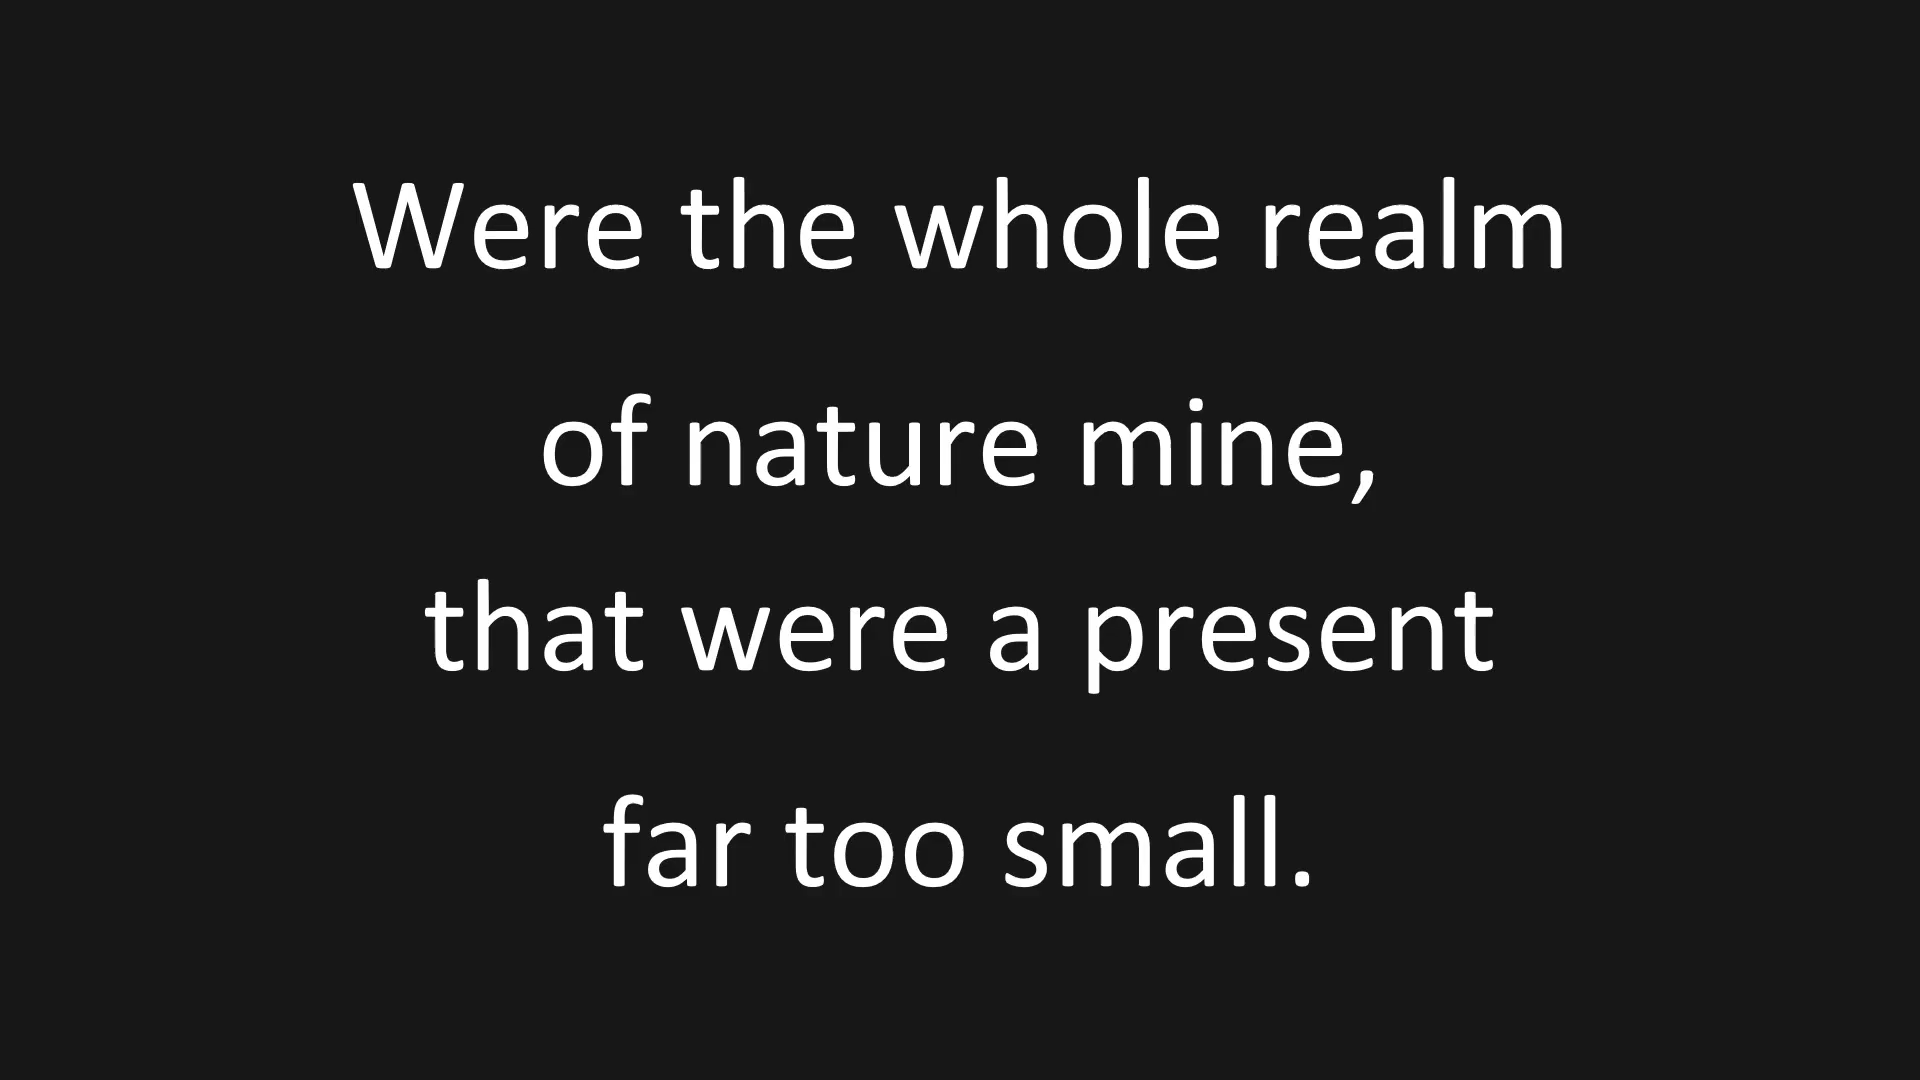 Were the whole realm
of nature mine,
that were a present
far too small.